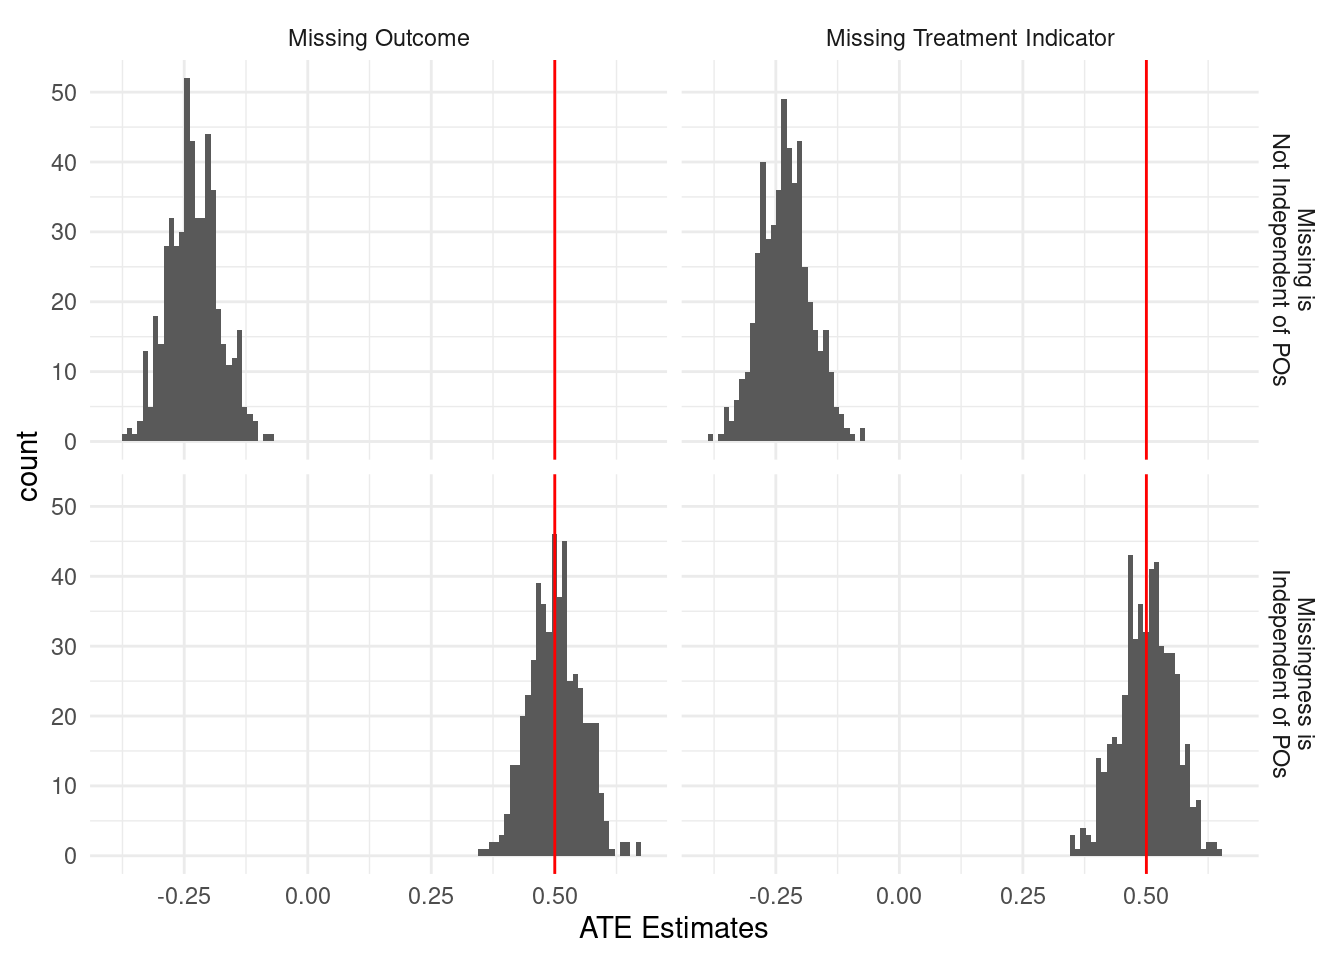 Missing Outcome
Missing Treatment Indicator
50
40
30
20
10
0
Missing is
Not Independent of POs
count
50
40
30
20
10
0
Missingness is
Independent of POs
-0.25
0.00
0.25
0.50
-0.25
0.00
0.25
0.50
ATE Estimates